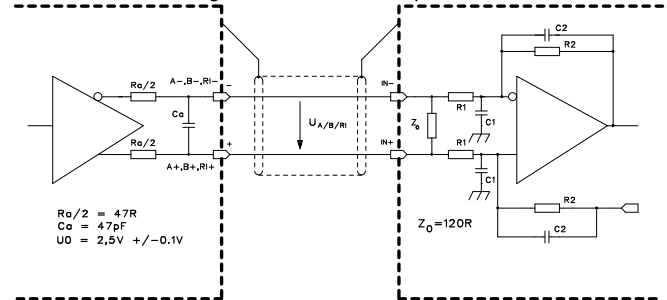 Ra/2
A-,B-,RI-
-
Ca
Ra/2
+
A+,B+,RI+
U A/B/RI
IN-
IN+
Z0
R1
C1
R1
C1
C2
R2
R2
C2
Ra/2 = 47R
Ca = 47pF
U0 = 2,5V +/-0.1V
Z0=120R